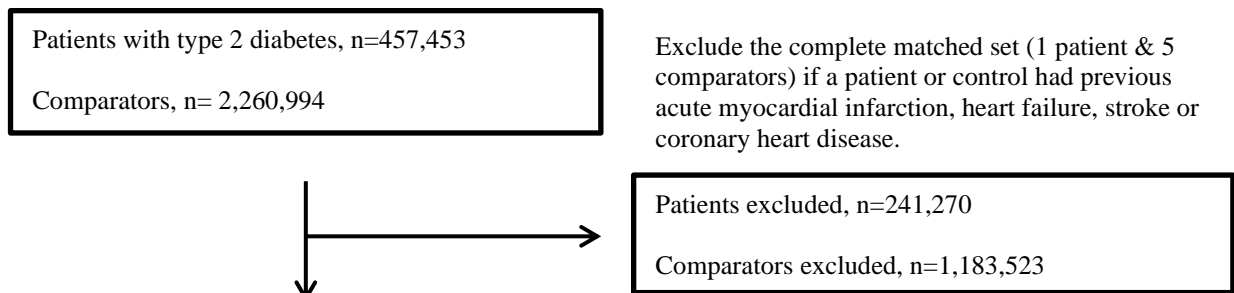 Patients with type 2 diabetes, n=457,453
Comparators, n= 2,260,994
Exclude the complete matched set (1 patient & 5
comparators) if a patient or control had previous
acute myocardial infarction, heart failure, stroke or
coronary heart disease.
Patients excluded, n=241,270
Comparators excluded, n=1,183,523